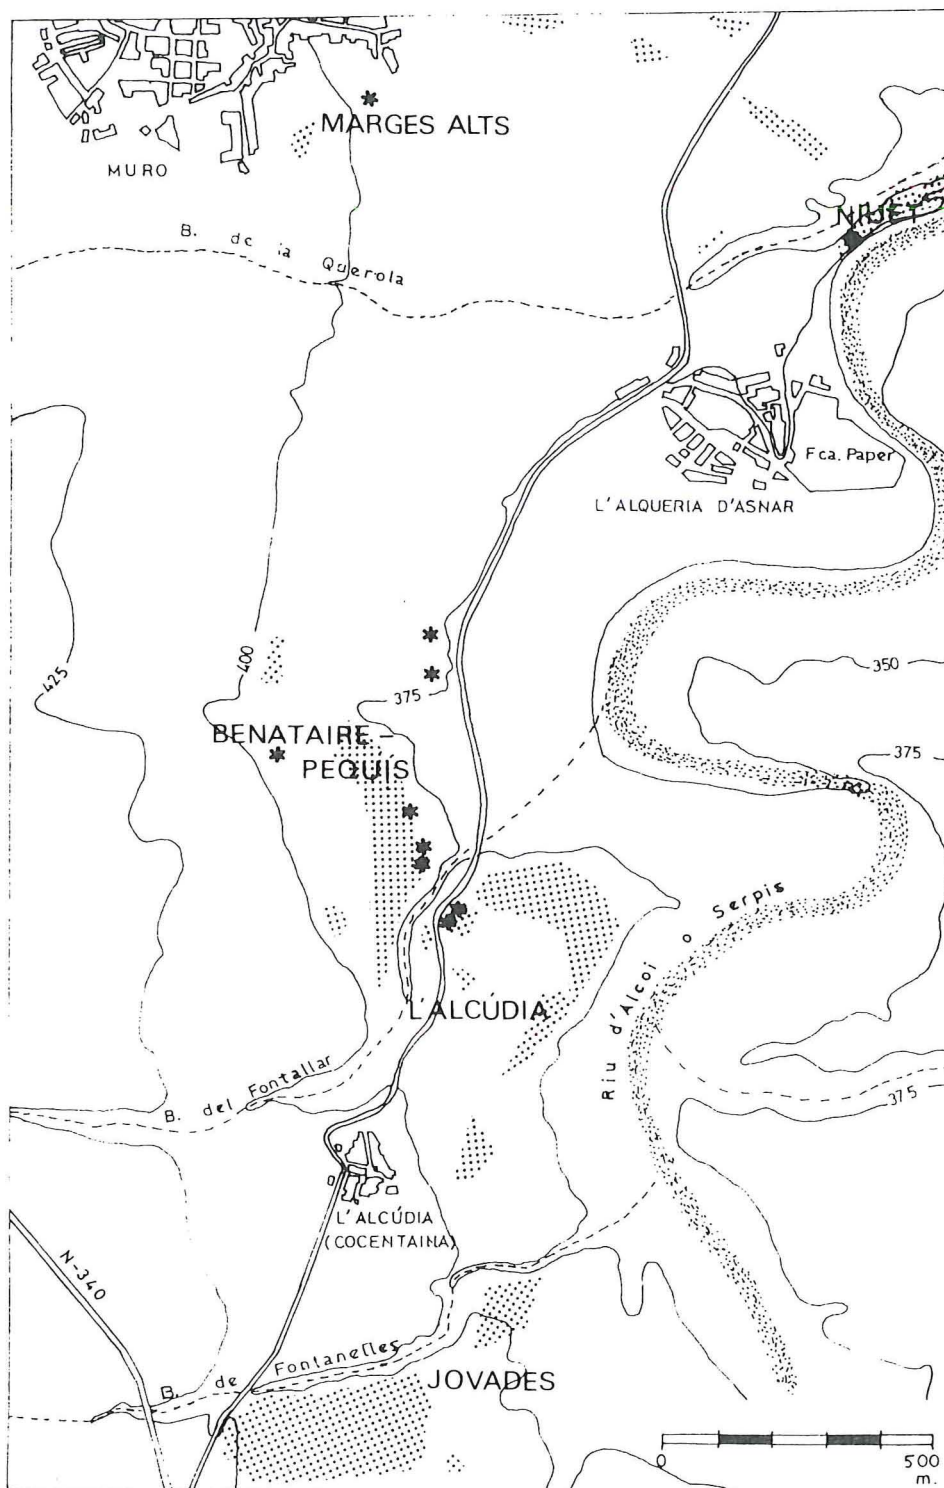 MARGES ALTS
MURO
NIUET
B. de la Querola
Fca. Paper
L'ALQUERIA D'ASNAR
425
400
350
375
BENATAIRE -
PEQUÍS
375
Riu d'Alcoi o Serpis
L'ALCÚDIA
B. del Fontallar
375
L'ALCÚDIA
(COCENTAINA)
N-340
B. de Fontanelles
JOVADES
0
500
m.